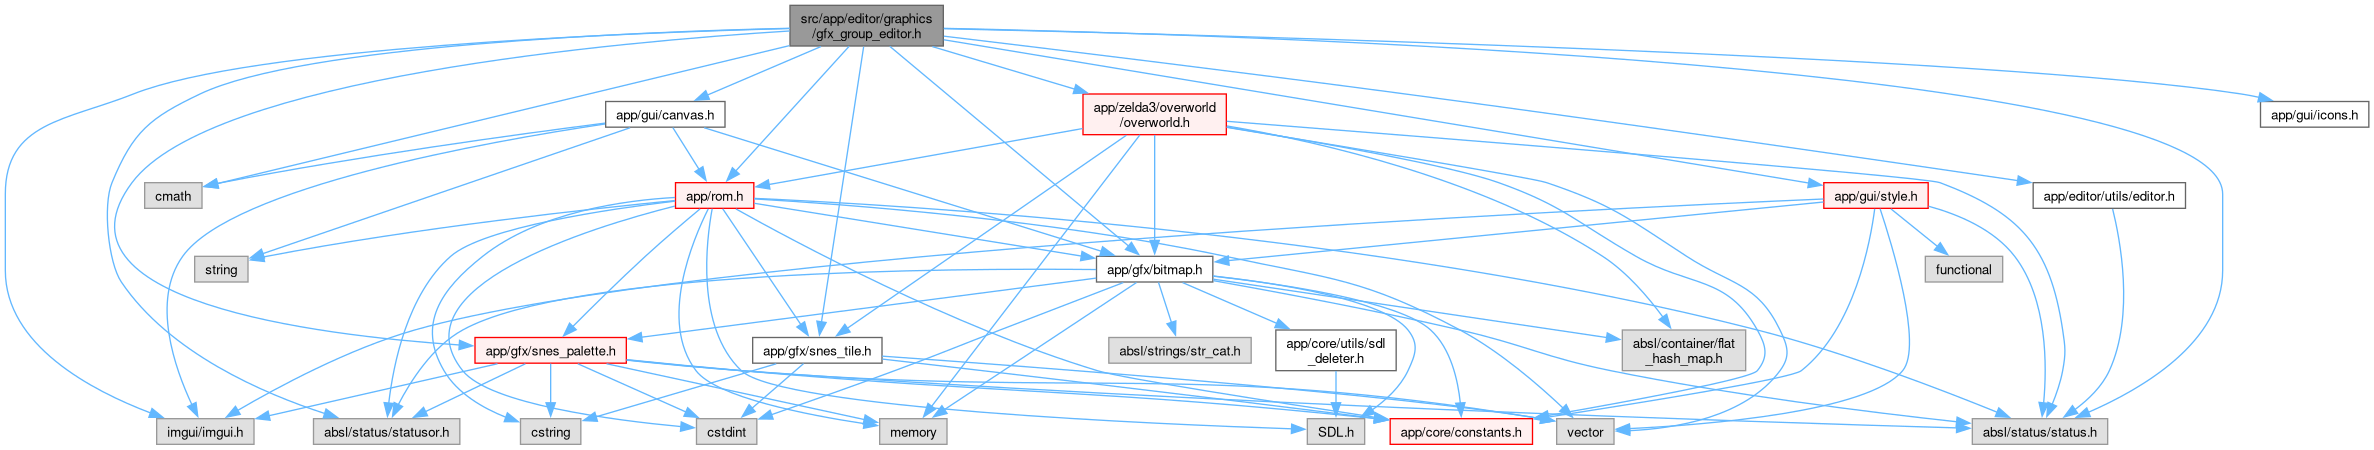 src/app/editor/graphics
/gfx_group_editor.h
app/gui/canvas.h
app/zelda3/overworld
/overworld.h
app/gui/icons.h
cmath
app/rom.h
app/gui/style.h
app/editor/utils/editor.h
string
app/gfx/bitmap.h
functional
app/gfx/snes_palette.h
app/gfx/snes_tile.h
absl/strings/str_cat.h
app/core/utils/sdl
_deleter.h
absl/container/flat
_hash_map.h
imgui/imgui.h
absl/status/statusor.h
cstring
cstdint
memory
SDL.h
app/core/constants.h
vector
absl/status/status.h